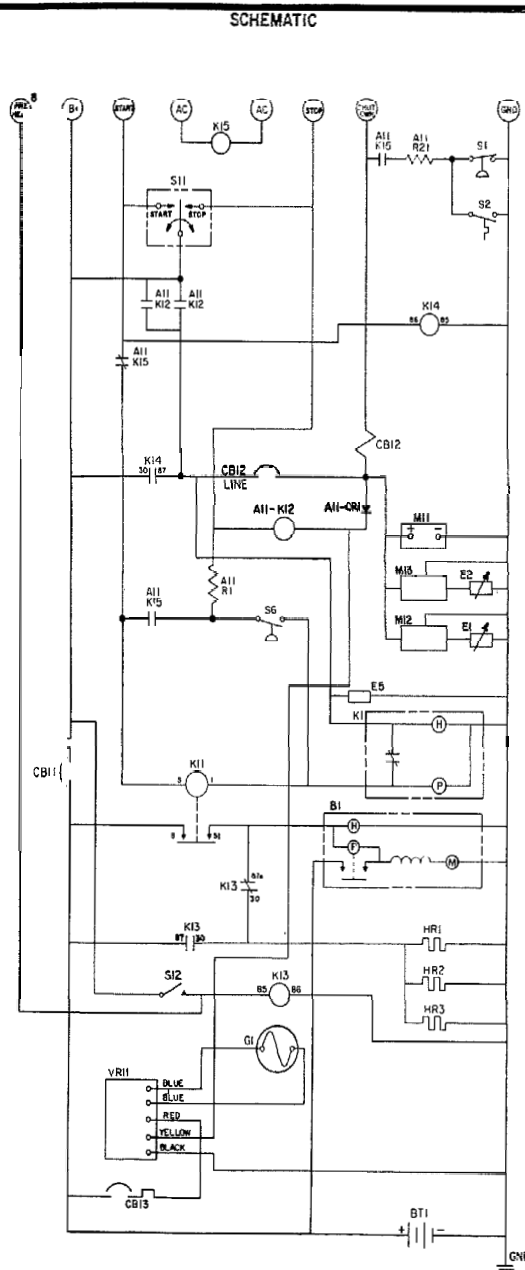 SCHEMATIC
8
B+
START
AC
AC
STOP
GND
K15
A11
K15
A11
R21
S1
S2
S11
START
STOP
A11
K12
A11
K12
K14
86
85
A11
K15
CB12
K14
30
87
CB12
LINE
A11-K12
A11-CR1
M11
+
-
M13
E2
A11
R1
A11
K15
S6
M12
E1
E5
K1
H
P
CB11
K11
1
B1
H
F
M
K13
87a
30
K13
87
30
HR1
HR2
HR3
S12
K13
85
86
G1
VR11
BLUE
BLUE
RED
YELLOW
BLACK
CB13
BT1
+
-
GND